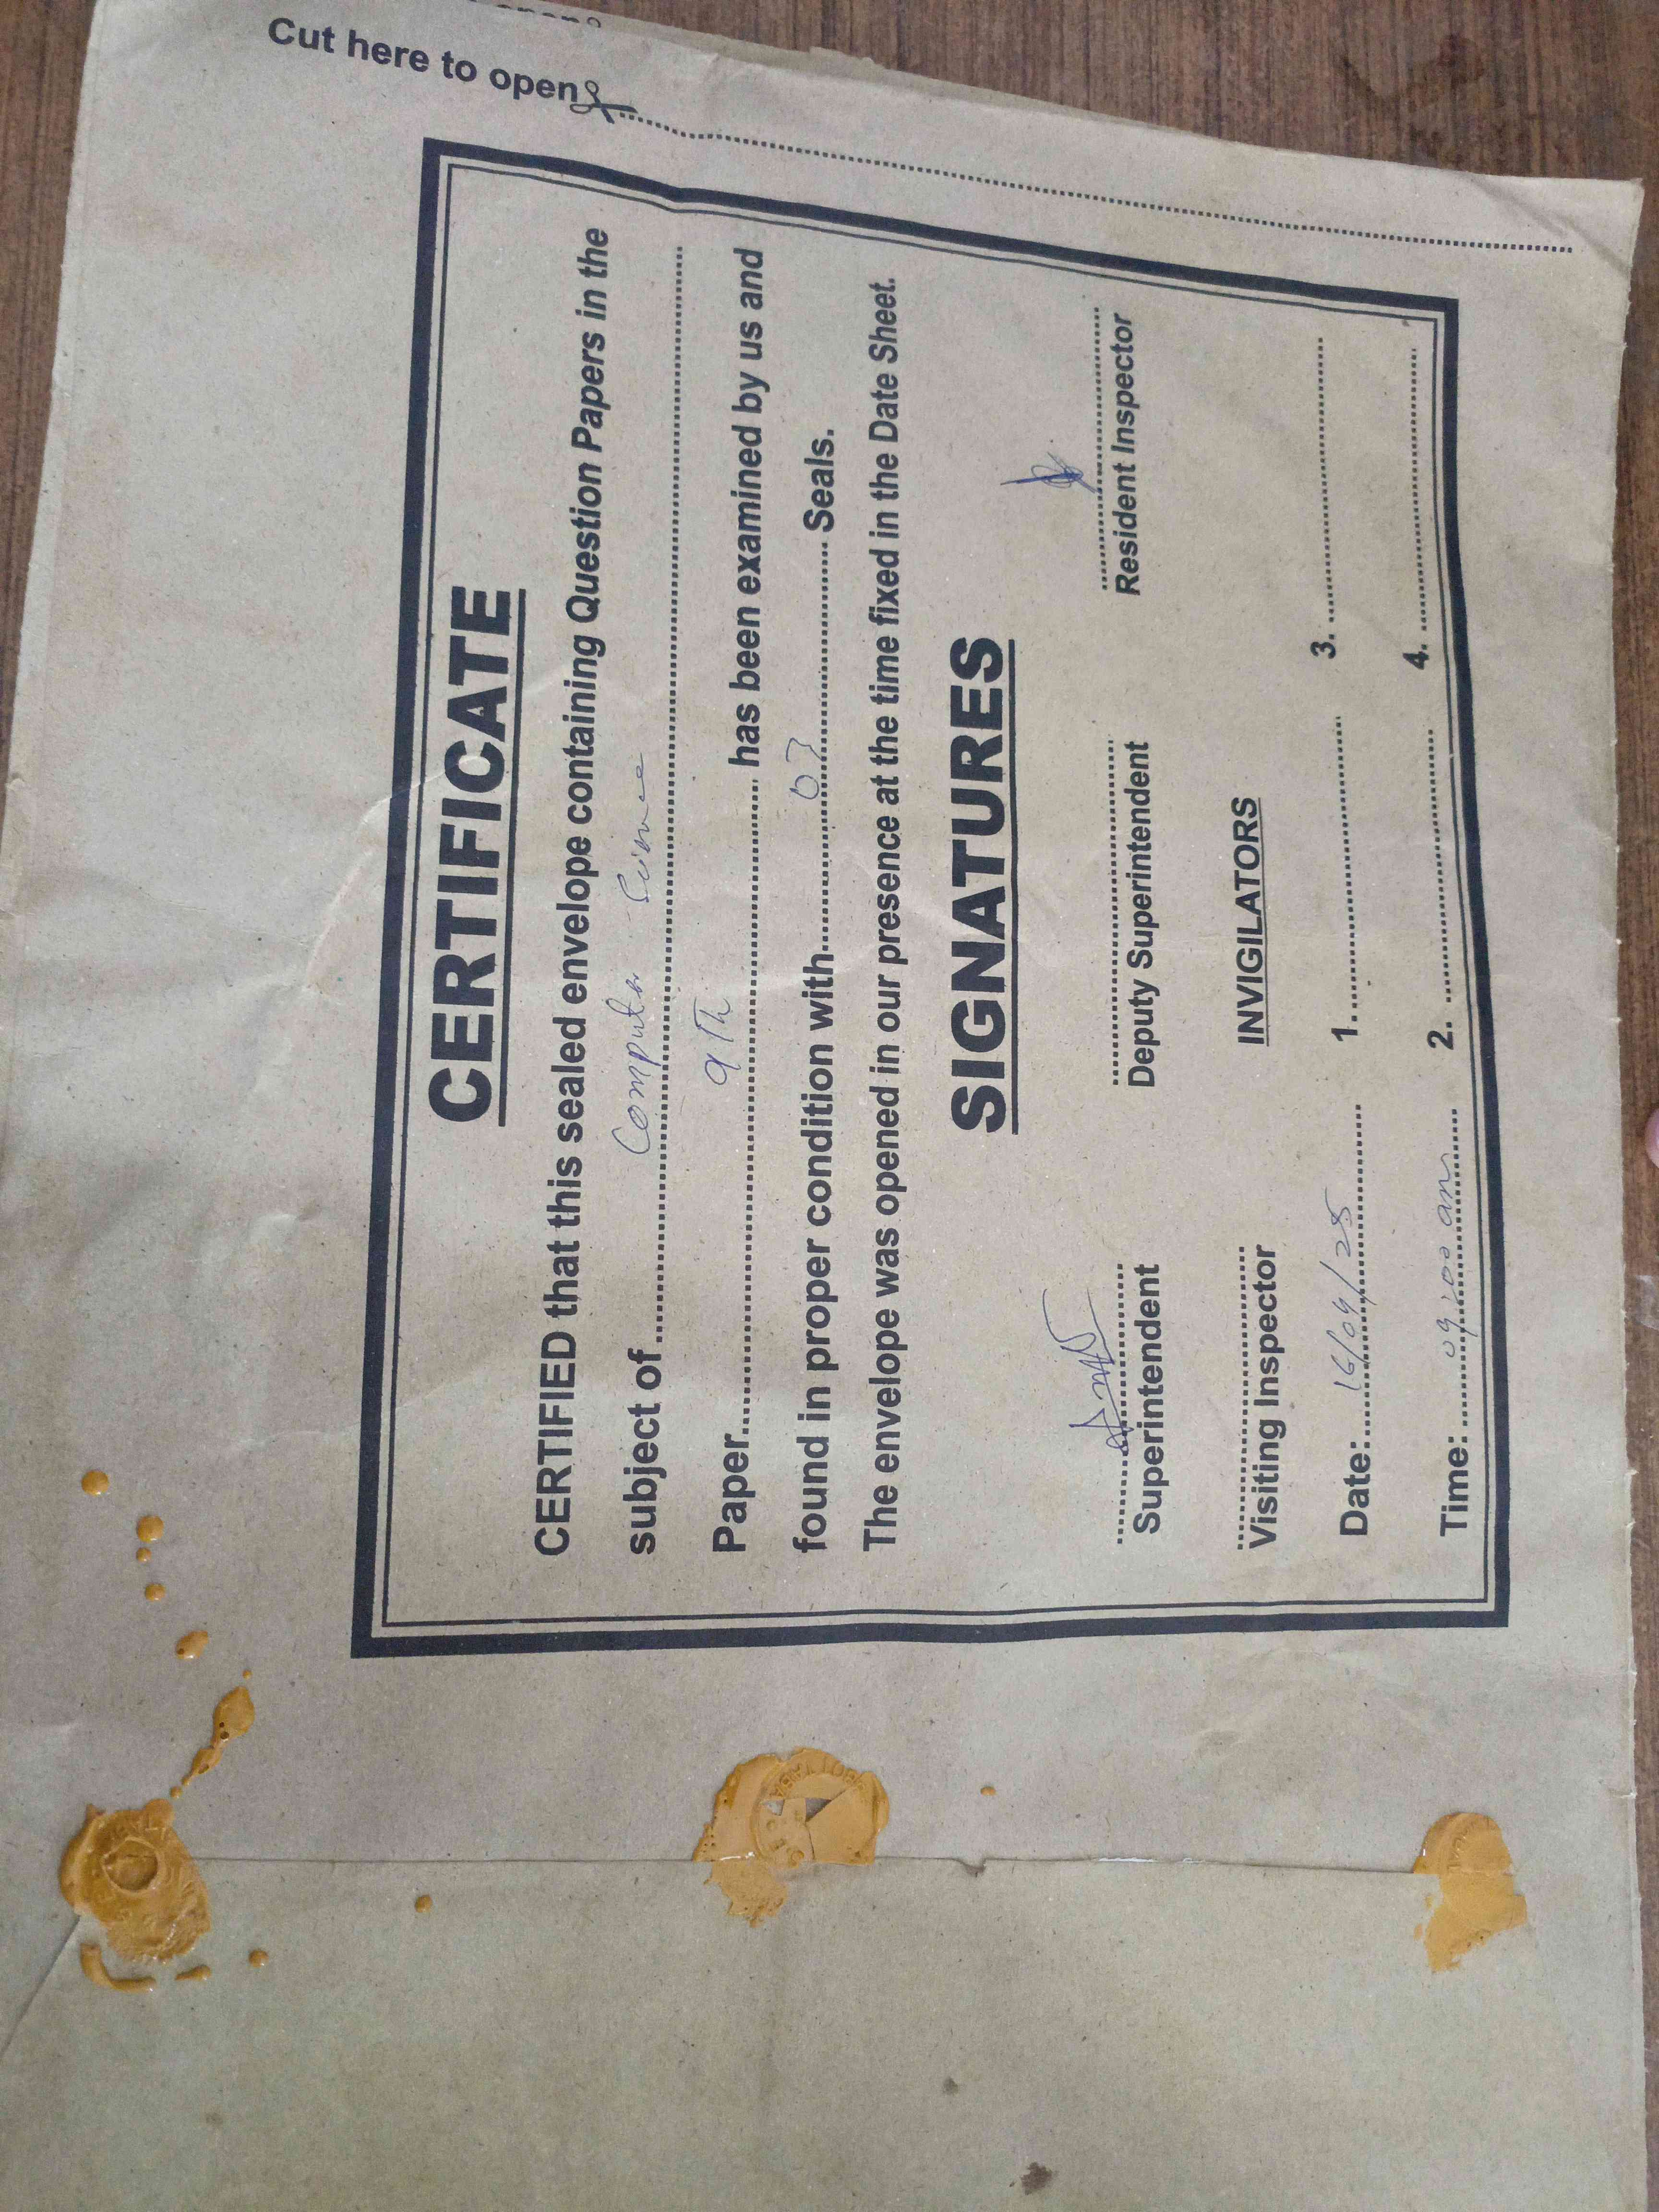 Cut here to open
CERTIFICATE
CERTIFIED that this sealed envelope containing Question Papers in the
subject of Computer Science
Paper 9Th has been examined by us and
found in proper condition with 07 Seals.
The envelope was opened in our presence at the time fixed in the Date Sheet.
SIGNATURES
Superintendent Deputy Superintendent Resident Inspector
Visiting Inspector INVIGILATORS
Date: 16/09/25 1. 3.
Time: 09:00 am 2. 4.